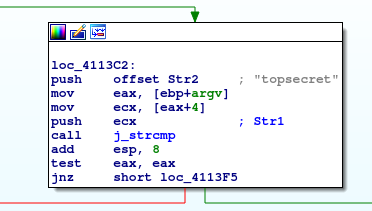 loc_4113C2:
push offset Str2 ; "topsecret"
mov eax, [ebp+argv]
mov ecx, [eax+4]
push ecx ; Str1
call j_strcmp
add esp, 8
test eax, eax
jnz short loc_4113F5